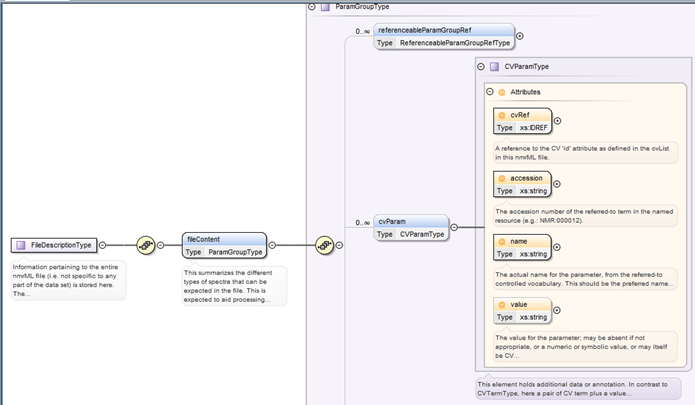 ParamGroupType
0..∞
referenceableParamGroupRef
Type ReferenceableParamGroupRefType
CVParamType
Attributes
cvRef
Type xs:IDREF
A reference to the CV 'id' attribute as defined in the cvList
in this nmrML file.
accession
Type xs:string
The accession number of the referred-to term in the named
resource (e.g.: NMR:000012).
0..∞
cvParam
Type CVParamType
name
Type xs:string
The actual name for the parameter, from the referred-to
controlled vocabulary. This should be the preferred name...
value
Type xs:string
The value for the parameter; may be absent if not
appropriate, or a numeric or symbolic value, or may itself
be CV...
This element holds additional data or annotation. In contrast to
CVTermType, here a pair of CV term plus a value...
FileDescriptionType
Information pertaining to the entire
nmrML file (i.e. not specific to any
part of the data set) is stored here.
The...
fileContent
Type ParamGroupType
This summarizes the different
types of spectra that can be
expected in the file. This is
expected to aid processing...